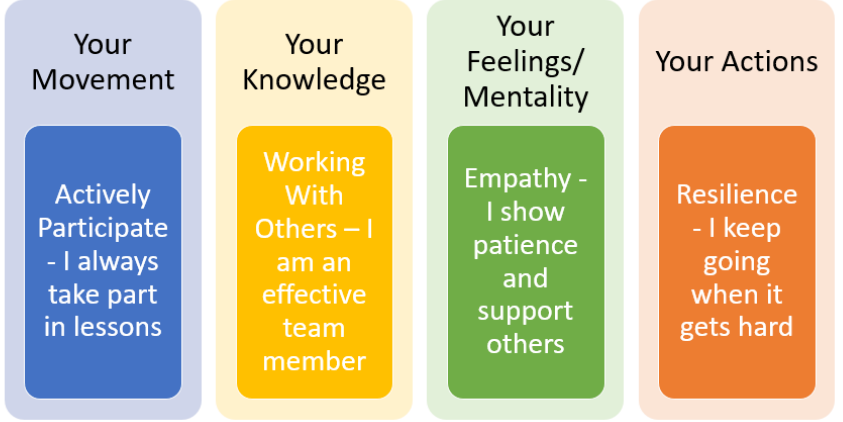 Your
Movement
Actively
Participate
- I always
take part
in lessons
Your
Knowledge
Working
With
Others – I
am an
effective
team
member
Your
Feelings/
Mentality
Empathy -
I show
patience
and
support
others
Your Actions
Resilience
- I keep
going
when it
gets hard